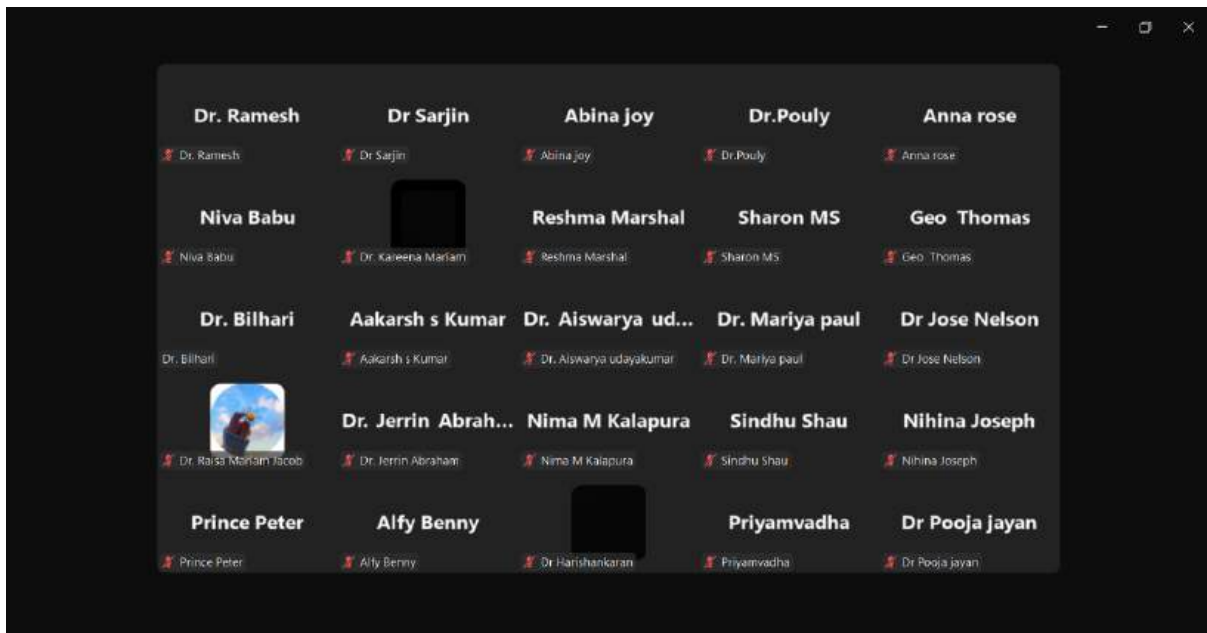 Dr. Ramesh Dr Sarjin Abina joy Dr.Pouly Anna rose
Dr. Ramesh Dr Sarjin Abina joy Dr.Pouly Anna rose
Niva Babu Reshma Marshal Sharon MS Geo Thomas
Niva Babu Dr. Kareena Mariam Reshma Marshal Sharon MS Geo Thomas
Dr. Bilhari Aakarsh s Kumar Dr. Aiswarya ud... Dr. Mariya paul Dr Jose Nelson
Dr. Bilhari Aakarsh s Kumar Dr. Aiswarya udayakumar Dr. Mariya paul Dr Jose Nelson
Dr. Jerrin Abrah... Nima M Kalapura Sindhu Shau Nihina Joseph
Dr. Raisa Mariam Jacob Dr. Jerrin Abraham Nima M Kalapura Sindhu Shau Nihina Joseph
Prince Peter Alfy Benny Priyamvadha Dr Pooja jayan
Prince Peter Alfy Benny Dr Harishankaran Priyamvadha Dr Pooja jayan